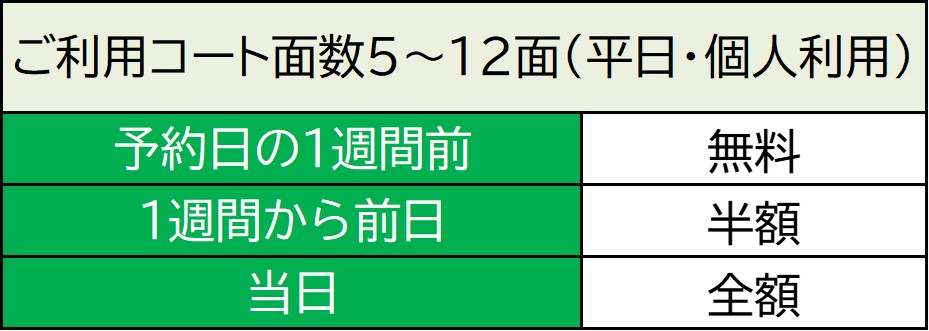 ご利用コート面数５～１２面（平日・個人利用）
予約日の１週間前
無料
１週間から前日
半額
当日
全額